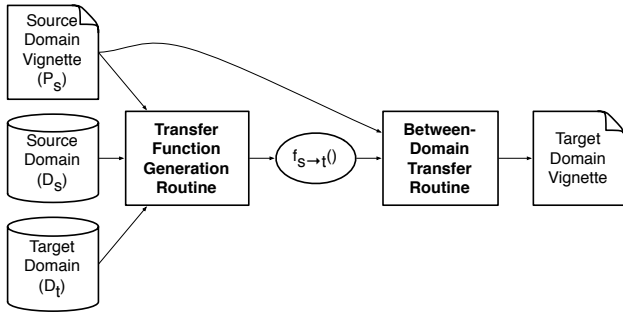 Source
Domain
Vignette
(Ps)
Source
Domain
(Ds)
Target
Domain
(Dt)
Transfer
Function
Generation
Routine
fs→t()
Between-
Domain
Transfer
Routine
Target
Domain
Vignette